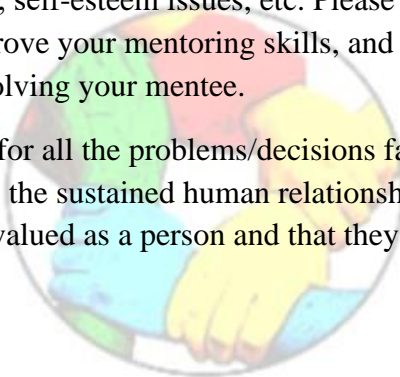 , self-esteem issues, etc. Please
rove your mentoring skills, and
olving your mentee.
for all the problems/decisions fa
the sustained human relationsh
valued as a person and that they